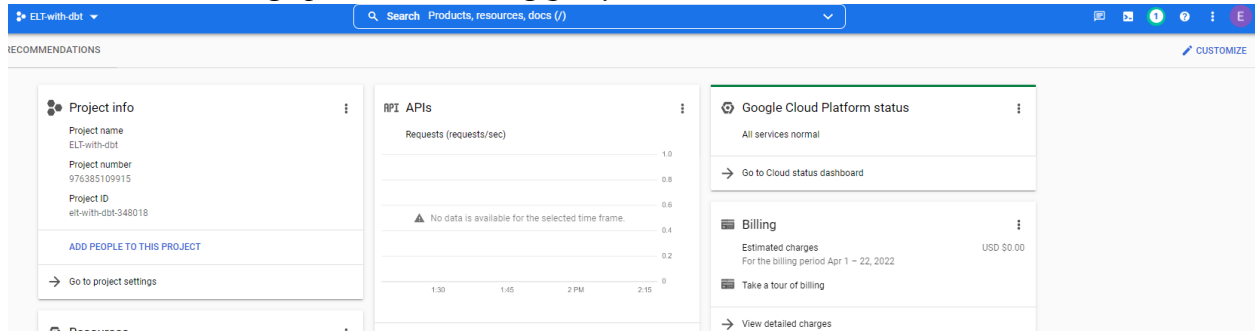 ELT-with-dbt
Search Products, resources, docs (/)
1
?
E
RECOMMENDATIONS
CUSTOMIZE
Project info
Project name
ELT-with-dbt
Project number
976385109915
Project ID
elt-with-dbt-348018
ADD PEOPLE TO THIS PROJECT
Go to project settings
API APIs
Requests (requests/sec)
1.0
0.8
0.6
No data is available for the selected time frame.
0.4
0.2
0
1:30 1:45 2 PM 2:15
Google Cloud Platform status
All services normal
Go to Cloud status dashboard
Billing
Estimated charges USD $0.00
For the billing period Apr 1 – 22, 2022
Take a tour of billing
View detailed charges